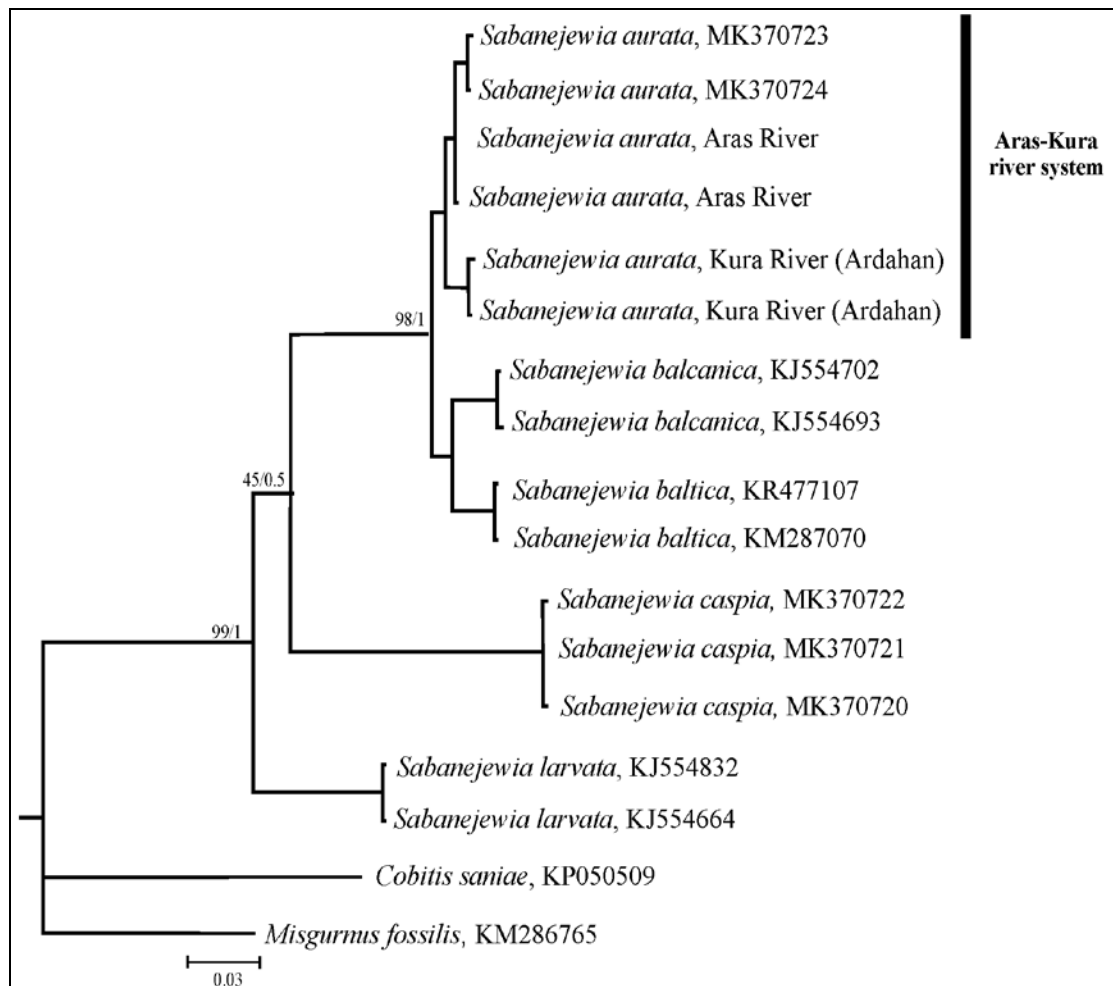 Sabanejewia aurata, MK370723
Sabanejewia aurata, MK370724
Sabanejewia aurata, Aras River
Sabanejewia aurata, Aras River
Sabanejewia aurata, Kura River (Ardahan)
Sabanejewia aurata, Kura River (Ardahan)
Aras-Kura
river system
98/1
Sabanejewia balcanica, KJ554702
Sabanejewia balcanica, KJ554693
45/0.5
Sabanejewia baltica, KR477107
Sabanejewia baltica, KM287070
Sabanejewia caspia, MK370722
99/1
Sabanejewia caspia, MK370721
Sabanejewia caspia, MK370720
Sabanejewia larvata, KJ554832
Sabanejewia larvata, KJ554664
Cobitis saniae, KP050509
Misgurnus fossilis, KM286765
0.03